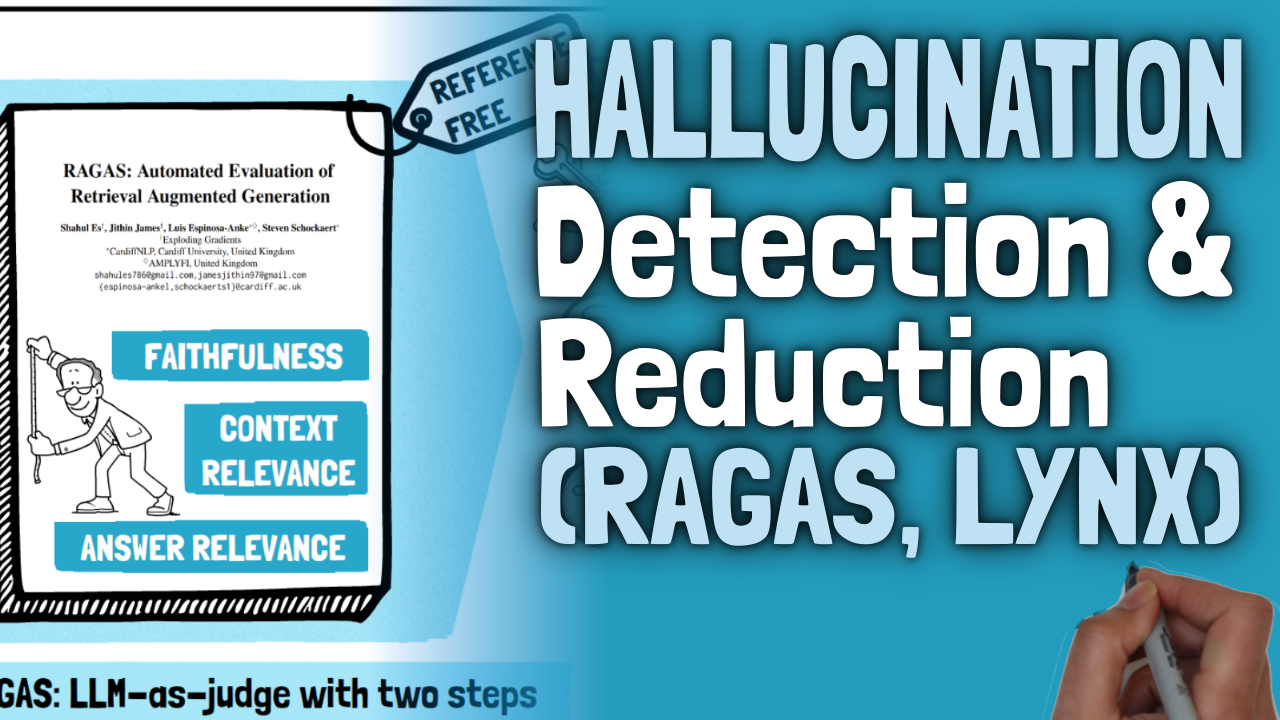 REFERENCE
FREE
RAGAS: Automated Evaluation of
Retrieval Augmented Generation
Shahul Es†, Jithin James†, Luis Espinosa-Anke*◇, Steven Schockaert*
†Exploding Gradients
*CardiffNLP, Cardiff University, United Kingdom
◇AMPLYFI, United Kingdom
shahules786@gmail.com,jamesjithin97@gmail.com
{espinosa-ankel,schockaerts1}@cardiff.ac.uk
FAITHFULNESS
CONTEXT
RELEVANCE
ANSWER RELEVANCE
GAS: LLM-as-judge with two steps
HALLUCINATION
Detection &
Reduction
(RAGAS, LYNX)